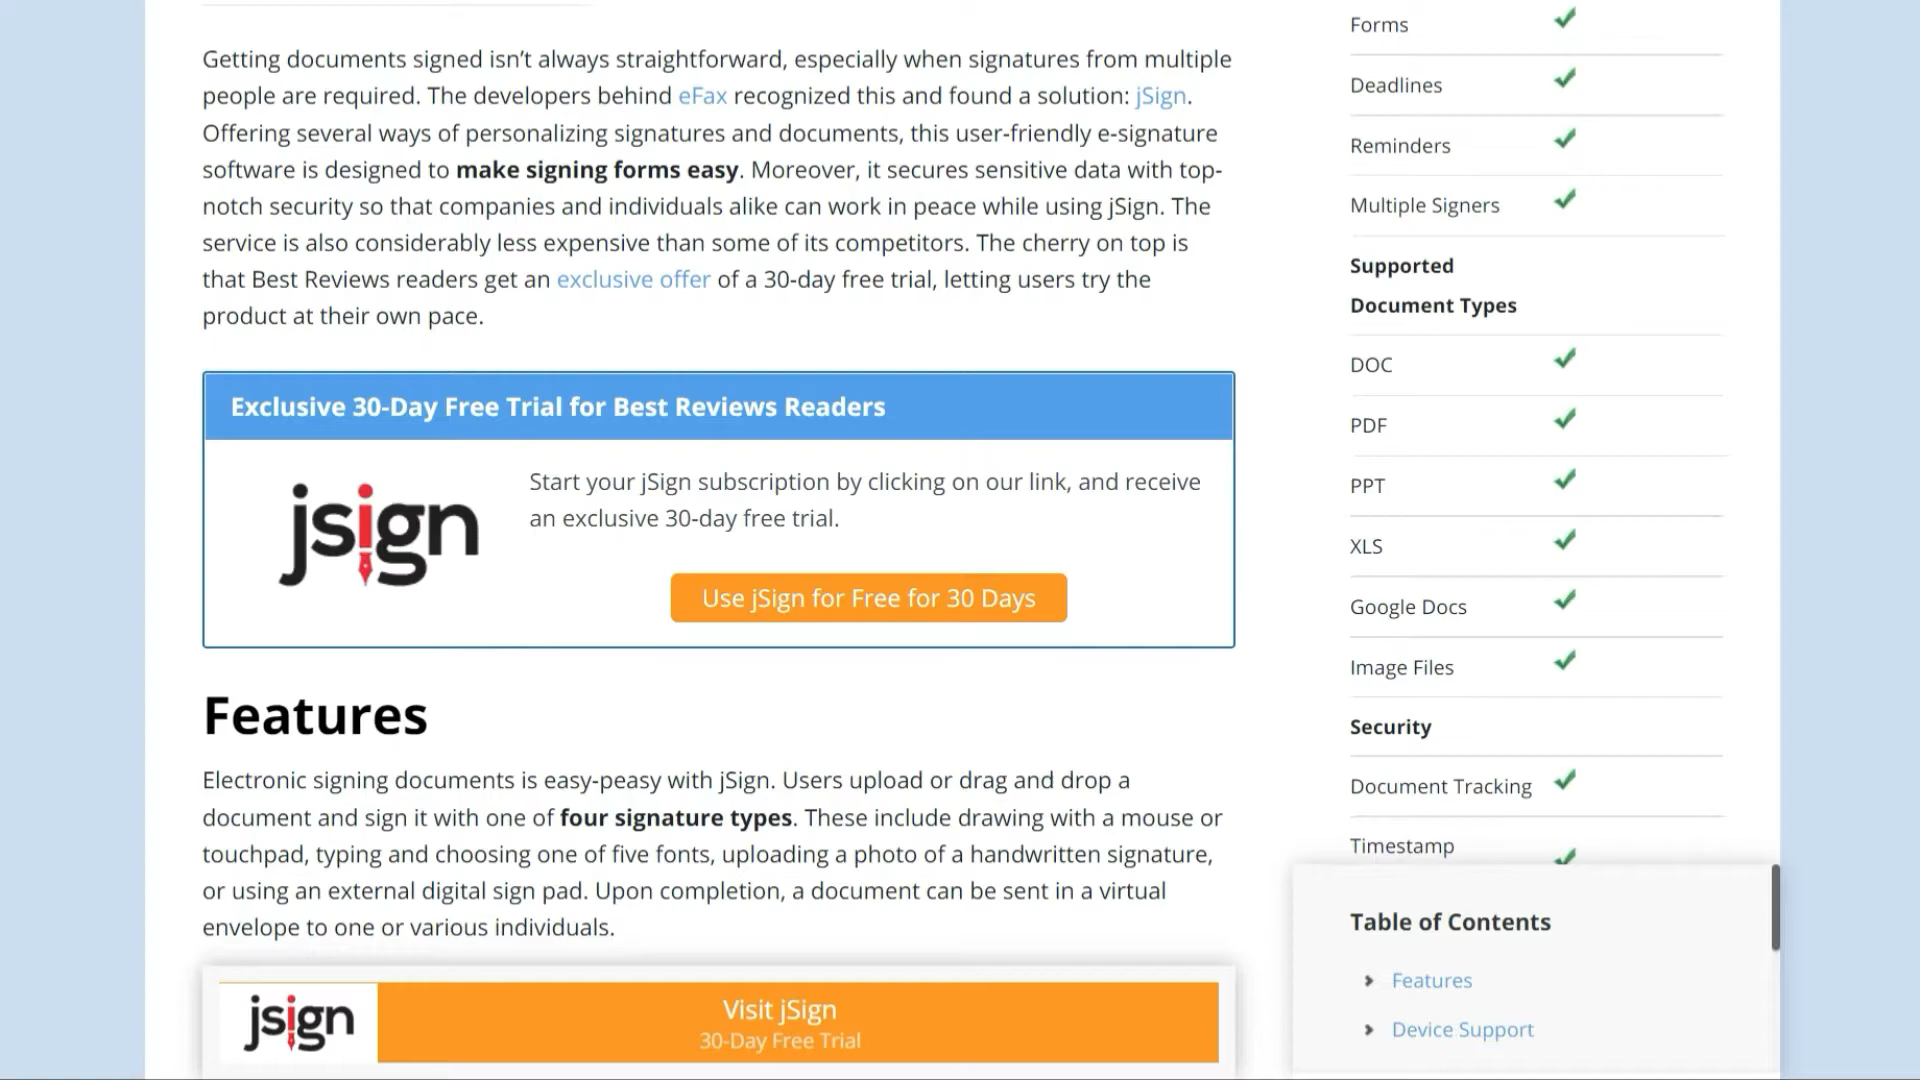 Getting documents signed isn’t always straightforward, especially when signatures from multiple
people are required. The developers behind eFax recognized this and found a solution: jSign.
Offering several ways of personalizing signatures and documents, this user-friendly e-signature
software is designed to make signing forms easy. Moreover, it secures sensitive data with top-
notch security so that companies and individuals alike can work in peace while using jSign. The
service is also considerably less expensive than some of its competitors. The cherry on top is
that Best Reviews readers get an exclusive offer of a 30-day free trial, letting users try the
product at their own pace.
Exclusive 30-Day Free Trial for Best Reviews Readers
jsign
Start your jSign subscription by clicking on our link, and receive
an exclusive 30-day free trial.
Use jSign for Free for 30 Days
Features
Electronic signing documents is easy-peasy with jSign. Users upload or drag and drop a
document and sign it with one of four signature types. These include drawing with a mouse or
touchpad, typing and choosing one of five fonts, uploading a photo of a handwritten signature,
or using an external digital sign pad. Upon completion, a document can be sent in a virtual
envelope to one or various individuals.
jsign
Visit jSign
30-Day Free Trial
Forms
Deadlines
Reminders
Multiple Signers
Supported
Document Types
DOC
PDF
PPT
XLS
Google Docs
Image Files
Security
Document Tracking
Timestamp
Table of Contents
Features
Device Support